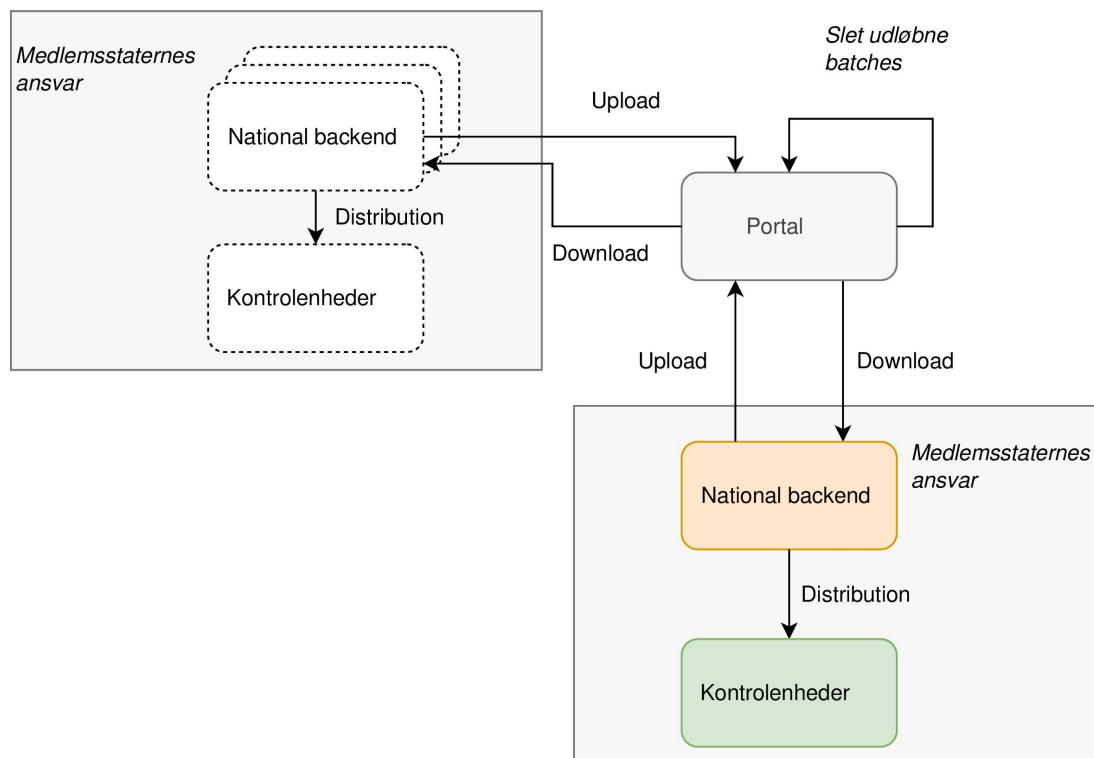 Medlemsstaternes
ansvar
National backend
Distribution
Kontrolenheder
Upload
Download
Slet udløbne
batches
Portal
Upload
Download
Medlemsstaternes
ansvar
National backend
Distribution
Kontrolenheder